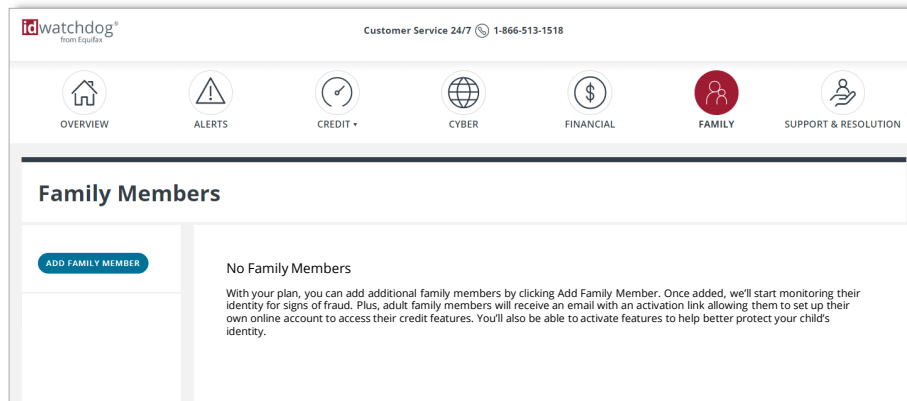 idwatchdog®
from Equifax
Customer Service 24/7 1-866-513-1518
OVERVIEW
ALERTS
CREDIT ▾
CYBER
FINANCIAL
FAMILY
SUPPORT & RESOLUTION
Family Members
ADD FAMILY MEMBER
No Family Members
With your plan, you can add additional family members by clicking Add Family Member. Once added, we'll start monitoring their
identity for signs of fraud. Plus, adult family members will receive an email with an activation link allowing them to set up their
own online account to access their credit features. You'll also be able to activate features to help better protect your child's
identity.